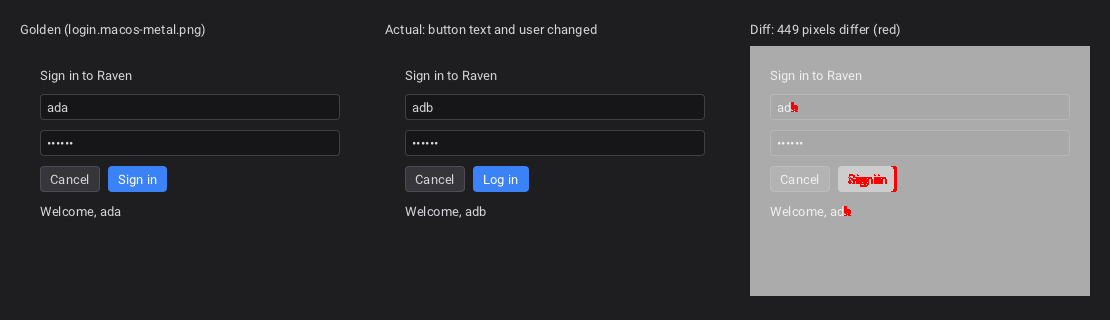 Golden (login.macos-metal.png)
Sign in to Raven
ada
••••••
Cancel
Sign in
Welcome, ada
Actual: button text and user changed
Sign in to Raven
adb
••••••
Cancel
Log in
Welcome, adb
Diff: 449 pixels differ (red)
Sign in to Raven
••••••
Cancel
Welcome,